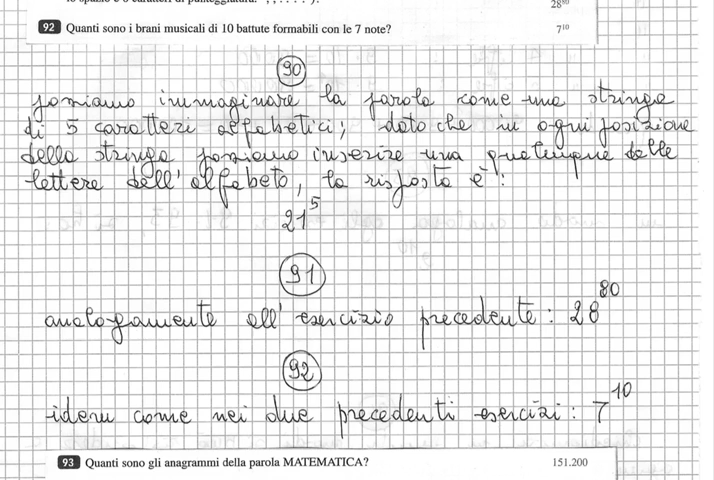 28⁸⁰
92 Quanti sono i brani musicali di 10 battute formabili con le 7 note? 7¹⁰
90
possiamo immaginare la parola come una stringa
di 5 caratteri alfabetici; dato che in ogni posizione
della stringa possiamo inserire una qualunque delle
lettere dell'alfabeto, la risposta è:
21⁵
91
analogamente all'esercizio precedente: 28⁸⁰
92
idem come nei due precedenti esercizi: 7¹⁰
93 Quanti sono gli anagrammi della parola MATEMATICA? 151.200